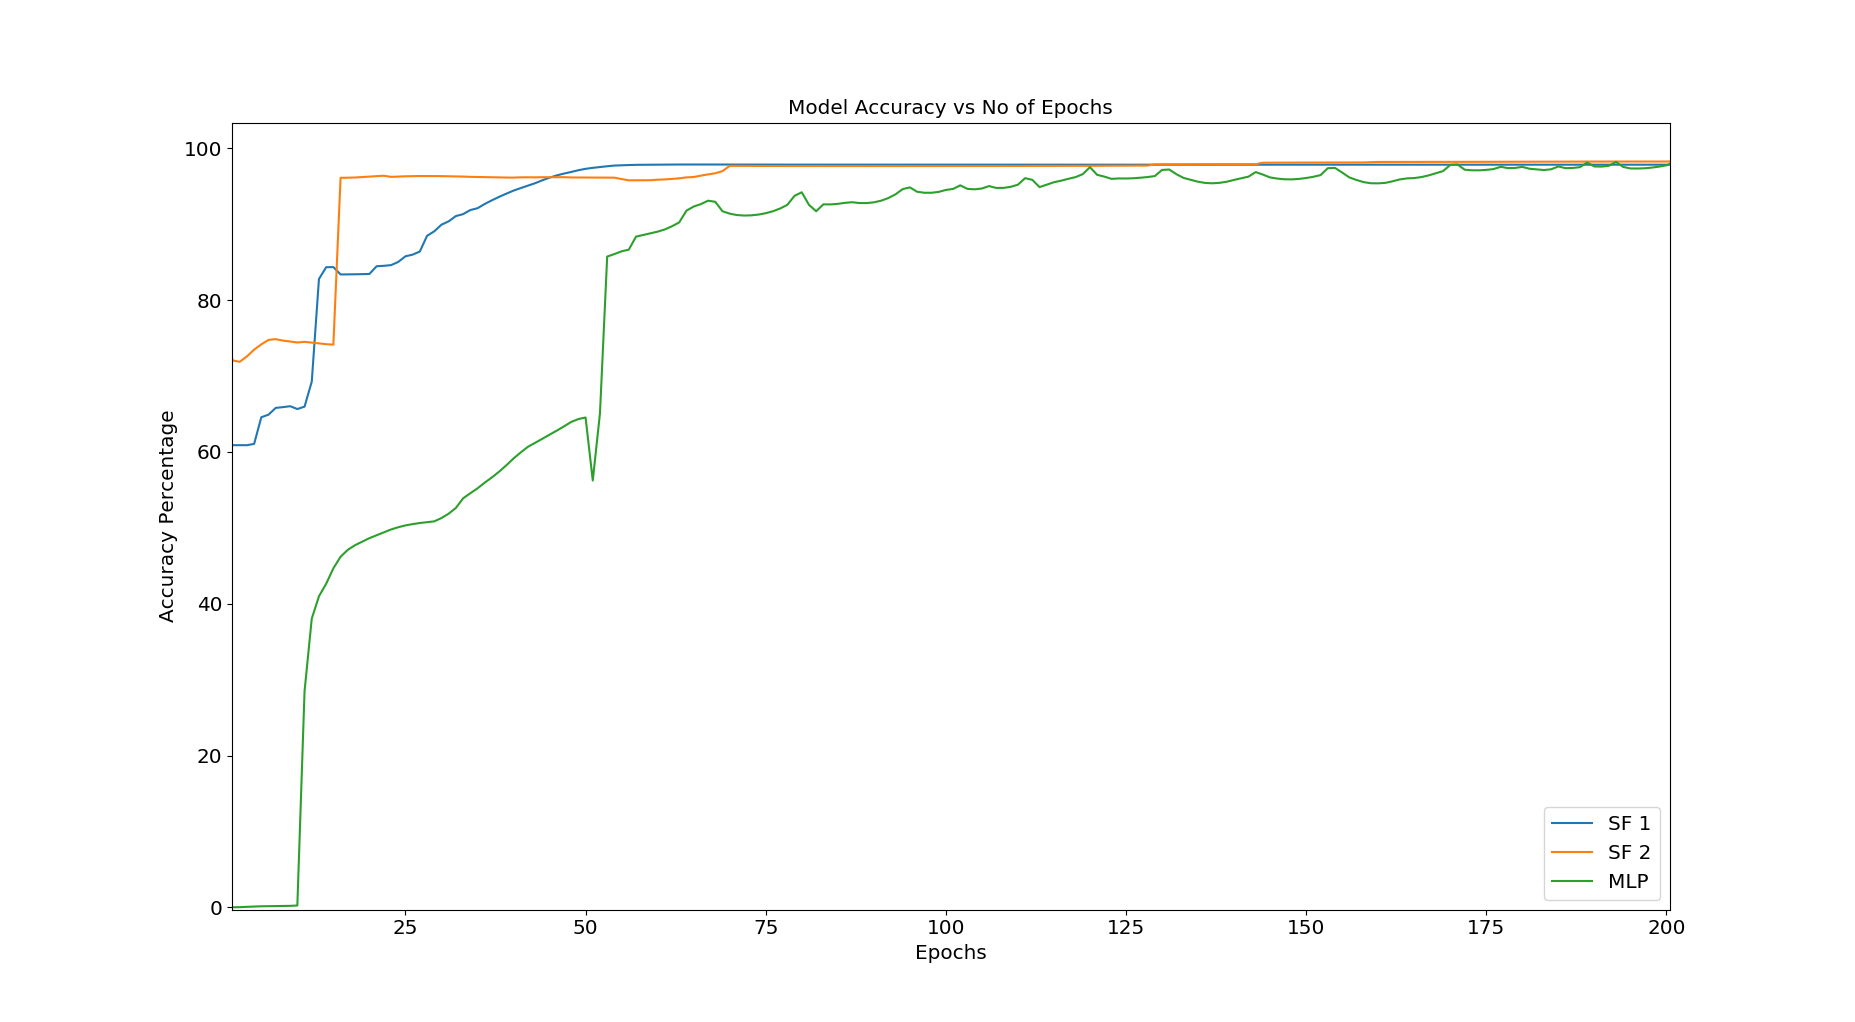 Model Accuracy vs No of Epochs
Accuracy Percentage
100
80
60
40
20
0
25 50 75 100 125 150 175 200
Epochs
SF 1
SF 2
MLP